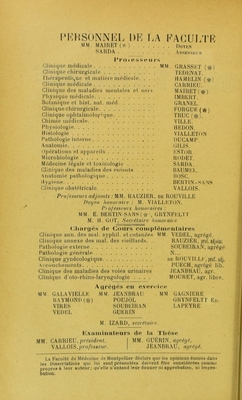 PERSONNEL DE LA FACULTÉ
MM. MAIRET (✻) DOYEN
SARDA ASSESSEUR
Professeurs
Clinique médicale MM. GRASSET (✻)
Clinique chirurgicale TEDENAT.
Thérapeutique et matière médicale. HAMELIN (✻)
Clinique médicale CARRIEU.
Clinique des maladies mentales et nerv. MAIRET (✻)
Physique médicale IMBERT.
Botanique et hist. nat. méd. GRANEL.
Clinique chirurgicale FORGUE (✻)
Clinique ophtalmologique TRUC (✻).
Chimie médicale VILLE.
Physiologie HEDON.
Histologie VIALLETON
Pathologie interne DUCAMP
Anatomie GILIS.
Opérations et appareils ESTOR.
Microbiologie RODET.
Médecine légale et toxicologie SARDA.
Clinique des maladies des enfants BAUMEL.
Anatomie pathologique BOSC.
Hygiène BERTIN-SANS
Clinique obstétricale VALLOIS.
Professeurs adjoints : MM. RAUZIER, DE ROUVILLE
Doyen honoraire : M. VIALLETON.
Professeurs honoraires :
MM. E. BERTIN-SANS (✻), GRYNFELTT
M. H. GOT, Secrétaire honoraire
Chargés de Cours complémentaires
Clinique ann. des mal. syphil. et cutanées MM. VEDEL, agrégé.
Clinique annexe des mal. des vieillards. RAUZIER, prof. adjoint.
Pathologie externe SOUBEIRAN, agrégé.
Pathologie générale
Clinique gynécologique DE ROUVILLE, prof. adj.
Accouchements PUECH, agrégé lib.
Clinique des maladies des voies urinaires JEANBRAU, agr.
Clinique d'oto-rhino-laryngologie MOURET, agr. libre.
Agrégés en exercice
MM. GALAVIELLE MM. JEANBRAU MM. GAGNIERE
RAYMOND (✻) POUJOL GRYNFELTT Ed.
VIRES SOUBEIRAN LAPEYRE
VEDEL GUERIN
M. IZARD, secrétaire.
Examinateurs de la Thèse
MM. CARRIEU, président. MM. GUÉRIN, agrégé.
VALLOIS, professeur. JEANBRAU, agrégé.
La Faculté de Médecine de Montpellier déclare que les opinions émises dans
les Dissertations qui lui sont présentées doivent être considérées comme
propres à leur auteur ; qu'elle n'entend leur donner ni approbation, ni improbation.